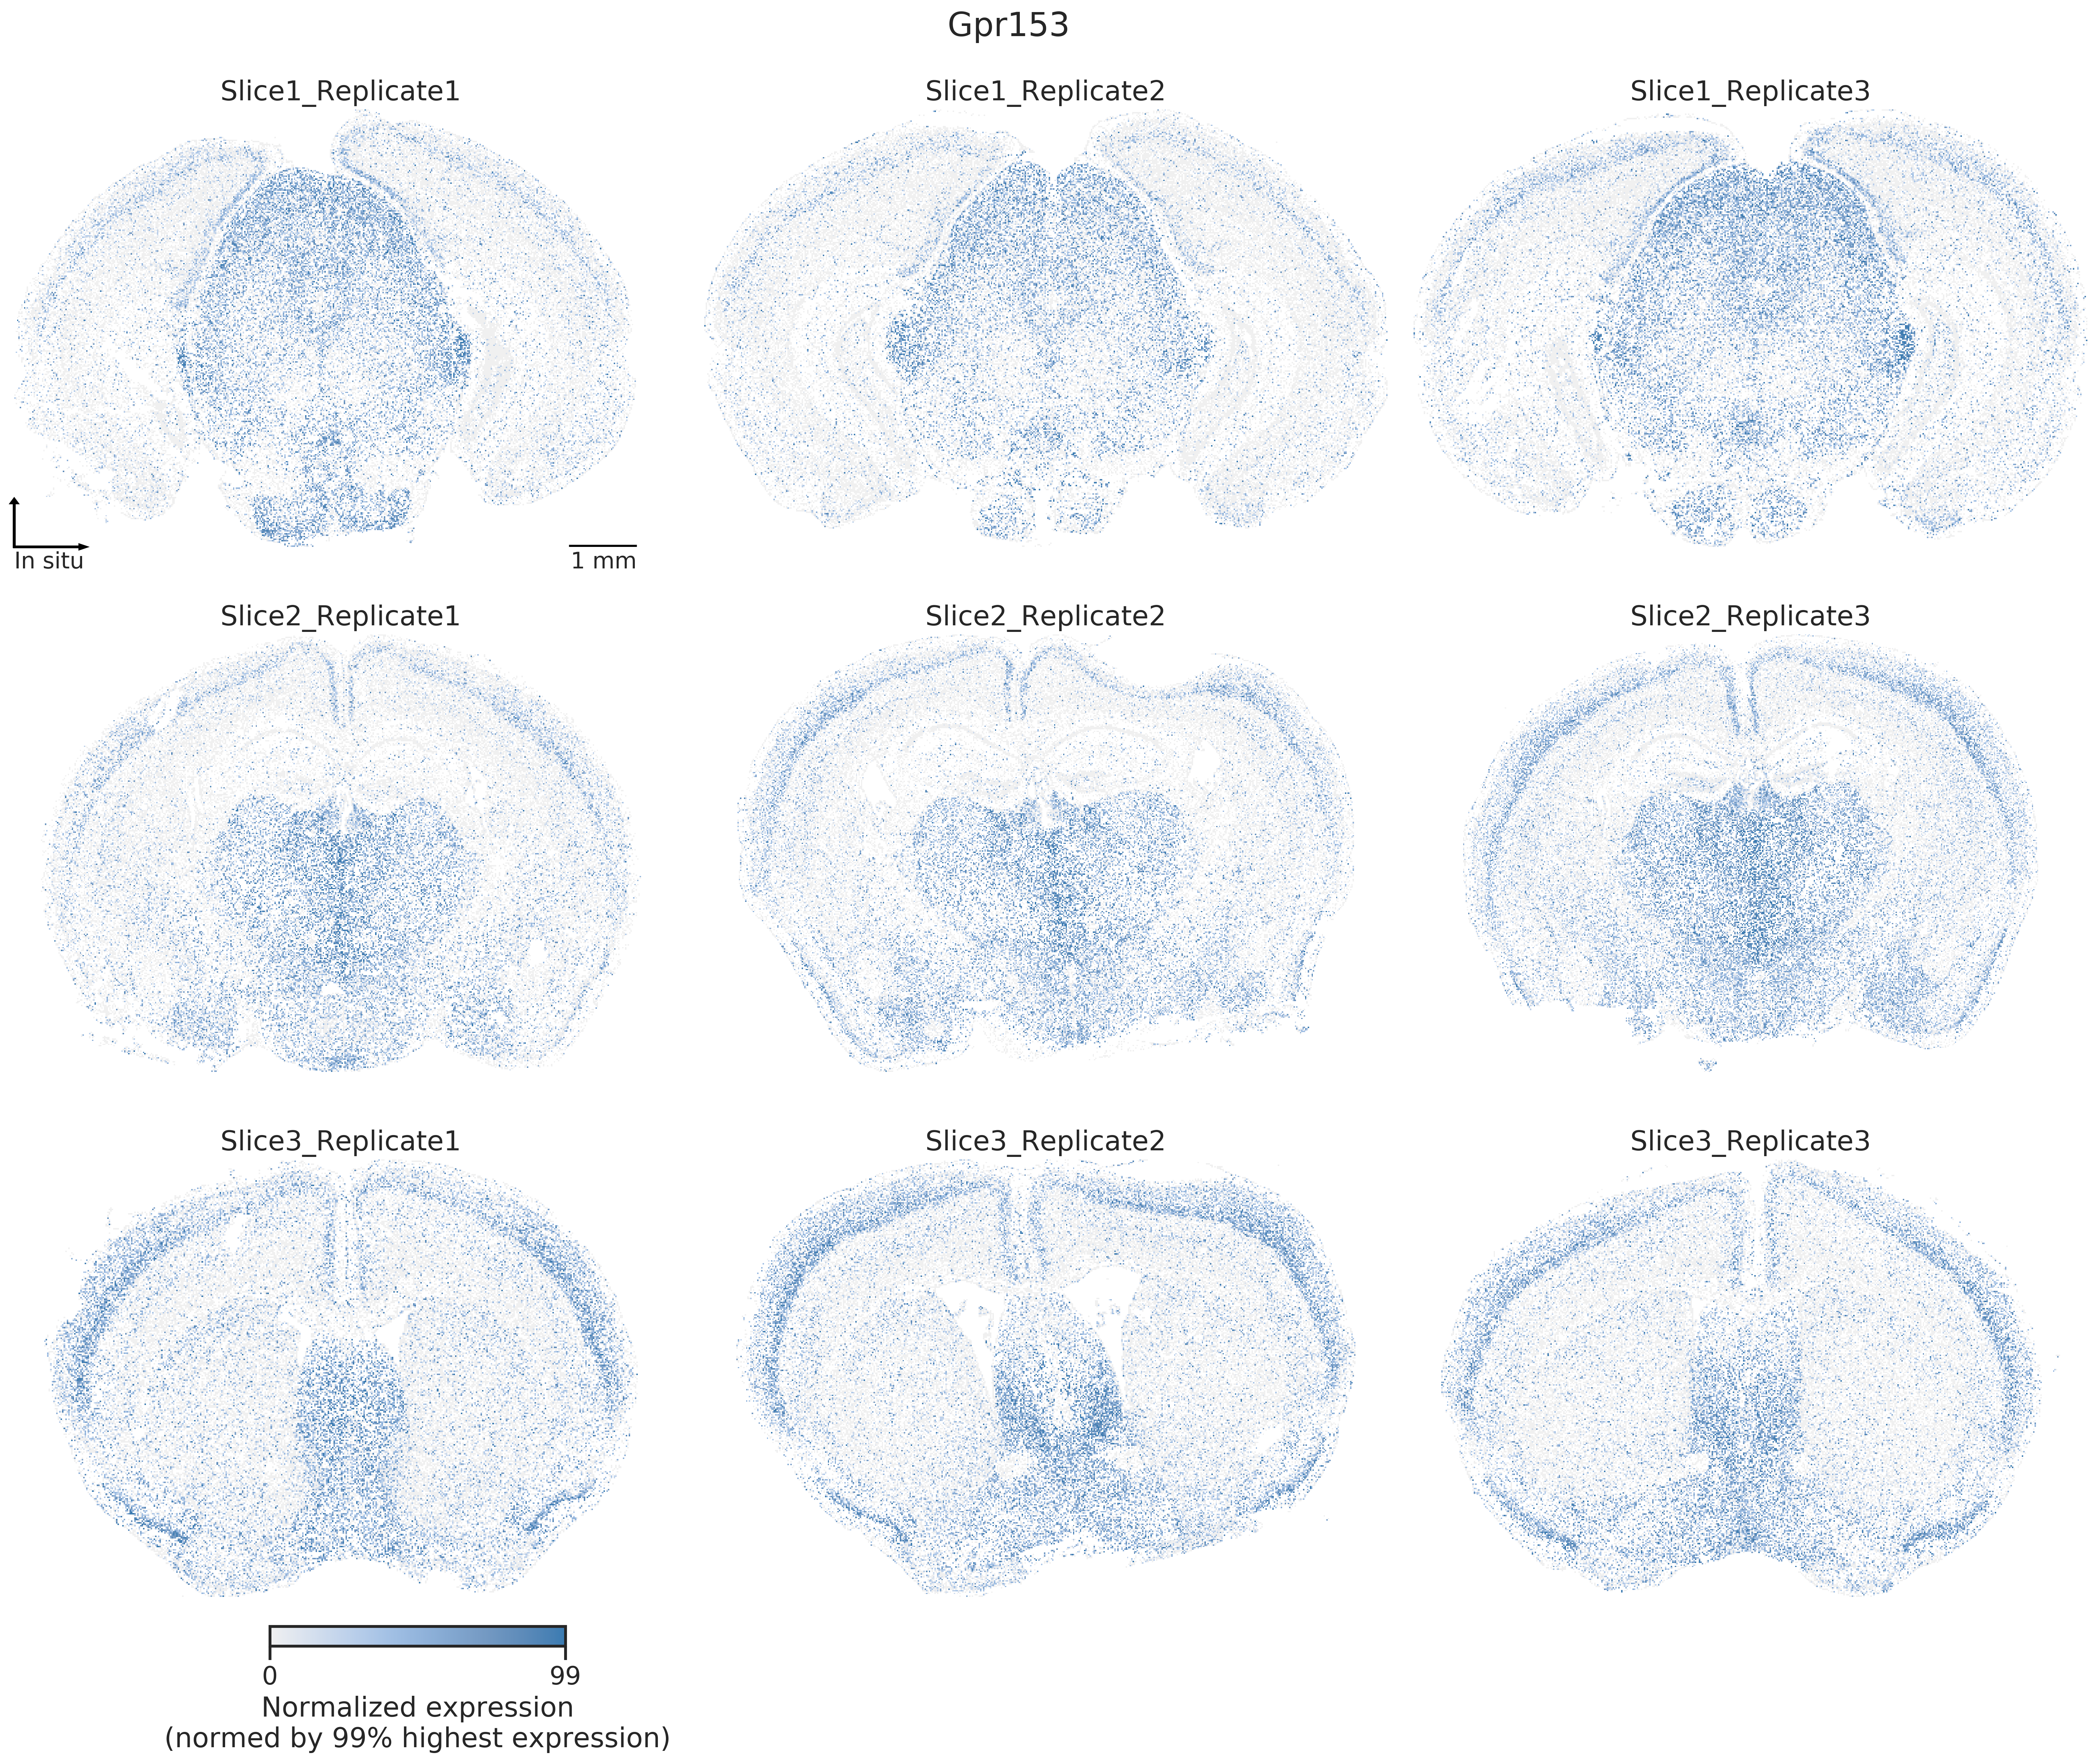 Gpr153
Slice1_Replicate1
Slice1_Replicate2
Slice1_Replicate3
In situ
1 mm
Slice2_Replicate1
Slice2_Replicate2
Slice2_Replicate3
Slice3_Replicate1
Slice3_Replicate2
Slice3_Replicate3
0
99
Normalized expression
(normed by 99% highest expression)